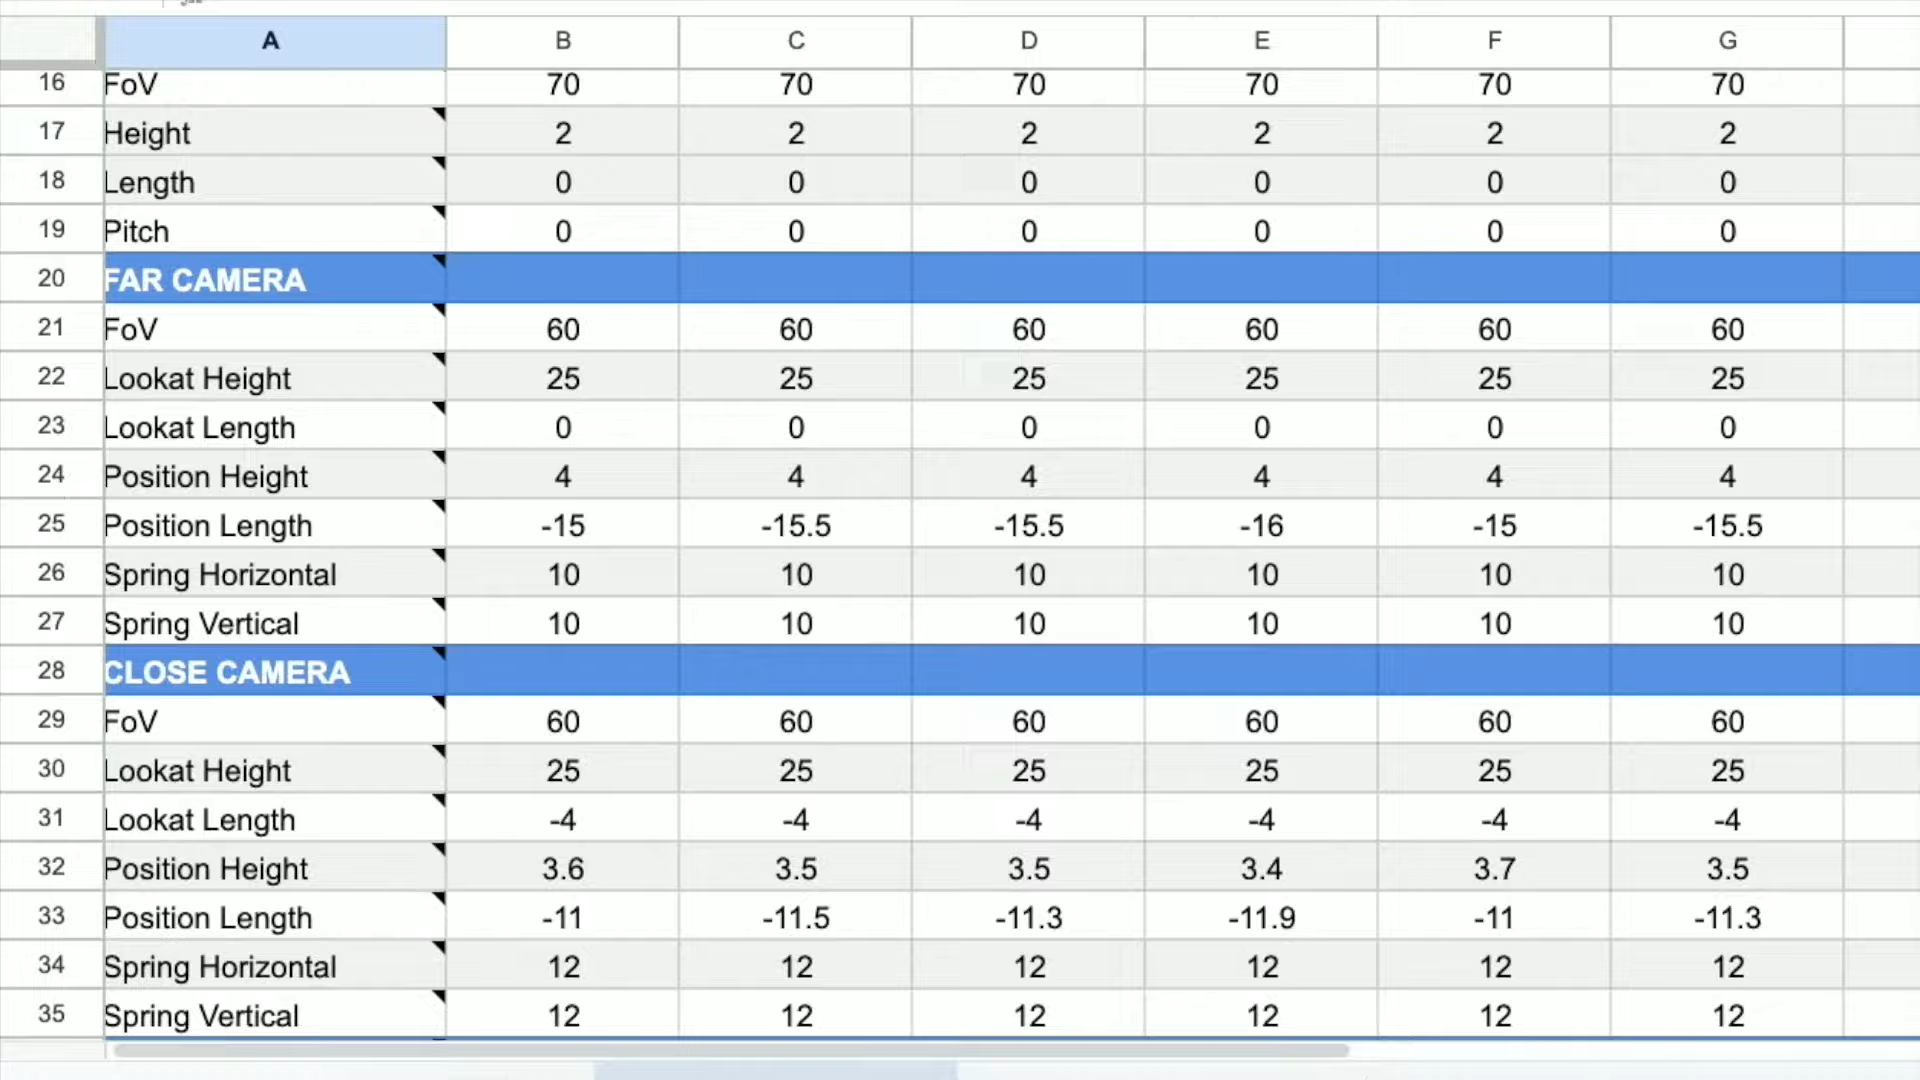 A B C D E F G
16 FoV 70 70 70 70 70 70
17 Height 2 2 2 2 2 2
18 Length 0 0 0 0 0 0
19 Pitch 0 0 0 0 0 0
20 FAR CAMERA
21 FoV 60 60 60 60 60 60
22 Lookat Height 25 25 25 25 25 25
23 Lookat Length 0 0 0 0 0 0
24 Position Height 4 4 4 4 4 4
25 Position Length -15 -15.5 -15.5 -16 -15 -15.5
26 Spring Horizontal 10 10 10 10 10 10
27 Spring Vertical 10 10 10 10 10 10
28 CLOSE CAMERA
29 FoV 60 60 60 60 60 60
30 Lookat Height 25 25 25 25 25 25
31 Lookat Length -4 -4 -4 -4 -4 -4
32 Position Height 3.6 3.5 3.5 3.4 3.7 3.5
33 Position Length -11 -11.5 -11.3 -11.9 -11 -11.3
34 Spring Horizontal 12 12 12 12 12 12
35 Spring Vertical 12 12 12 12 12 12